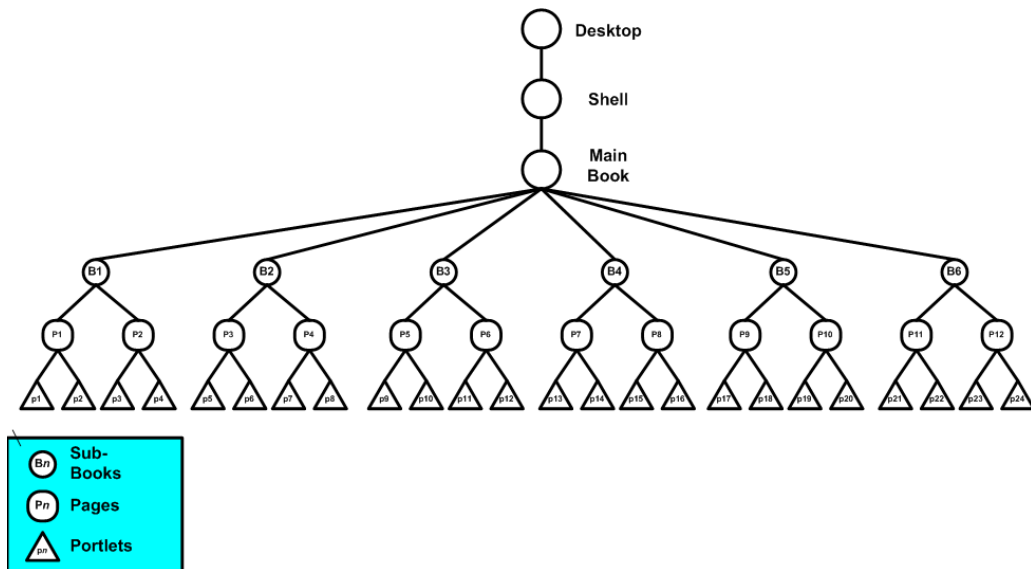 Desktop
Shell
Main
Book
B1 B2 B3 B4 B5 B6
P1 P2 P3 P4 P5 P6 P7 P8 P9 P10 P11 P12
p1 p2 p3 p4 p5 p6 p7 p8 p9 p10 p11 p12 p13 p14 p15 p16 p17 p18 p19 p20 p21 p22 p23 p24
Bn Sub-
Books
Pn Pages
pn Portlets